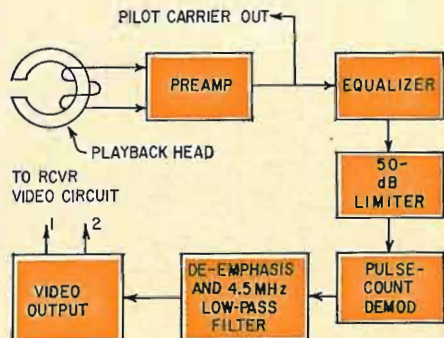 PILOT CARRIER OUT
PREAMP
EQUALIZER
PLAYBACK HEAD
TO RCVR
VIDEO CIRCUIT
1 2
50-
dB
LIMITER
VIDEO
OUTPUT
DE-EMPHASIS
AND 4.5 MHz
LOW-PASS
FILTER
PULSE-
COUNT
DEMOD